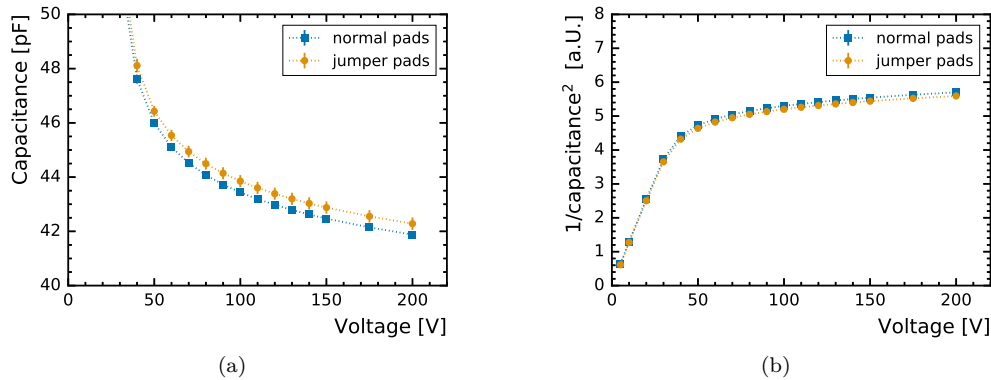 50
48
46
44
42
40
Capacitance [pF]
normal pads
jumper pads
0 50 100 150 200
Voltage [V]
(a)
8
7
6
5
4
3
2
1
0
1/capacitance² [a.U.]
normal pads
jumper pads
0 50 100 150 200
Voltage [V]
(b)